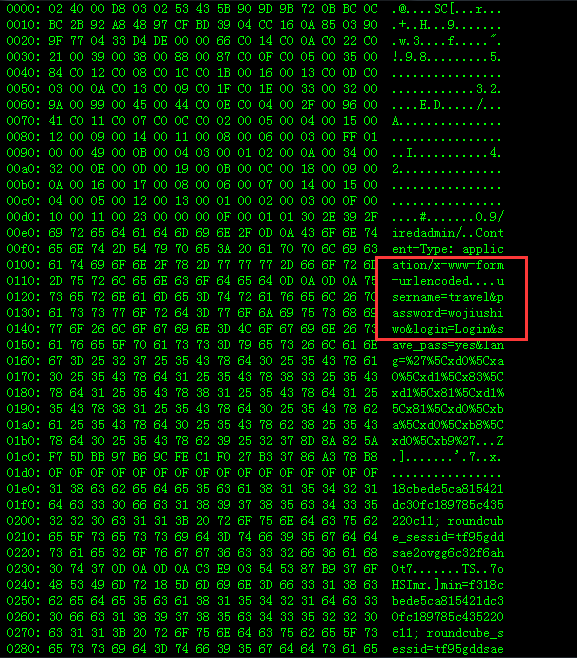 0000: 02 40 00 D8 03 02 53 43 5B 90 9D 9B 72 0B BC 0C .@....SC[...r...
0010: BC 2B 92 A8 48 97 CF BD 39 04 CC 16 0A 85 03 90 .+..H...9.......
0020: 9F 77 04 33 D4 DE 00 00 66 C0 14 C0 0A C0 22 C0 .w.3....f.....".
0030: 21 00 39 00 38 00 88 00 87 C0 0F C0 05 00 35 00 !.9.8.........5.
0040: 84 C0 12 C0 08 C0 1C C0 1B 00 16 00 13 C0 0D C0 ................
0050: 03 00 0A C0 13 C0 09 C0 1F C0 1E 00 33 00 32 00 ............3.2.
0060: 9A 00 99 00 45 00 44 C0 0E C0 04 00 2F 00 96 00 ....E.D...../...
0070: 41 C0 11 C0 07 C0 0C C0 02 00 05 00 04 00 15 00 A...............
0080: 12 00 09 00 14 00 11 00 08 00 06 00 03 00 FF 01 ................
0090: 00 00 49 00 0B 00 04 03 00 01 02 00 0A 00 34 00 ..I...........4.
00a0: 32 00 0E 00 0D 00 19 00 0B 00 0C 00 18 00 09 00 2...............
00b0: 0A 00 16 00 17 00 08 00 06 00 07 00 14 00 15 00 ................
00c0: 04 00 05 00 12 00 13 00 01 00 02 00 03 00 0F 00 ................
00d0: 10 00 11 00 23 00 00 00 0F 00 01 01 30 2E 39 2F ....#.......0.9/
00e0: 69 72 65 64 61 64 6D 69 6E 2F 0D 0A 43 6F 6E 74 iredadmin/..Cont
00f0: 65 6E 74 2D 54 79 70 65 3A 20 61 70 70 6C 69 63 ent-Type: applic
0100: 61 74 69 6F 6E 2F 78 2D 77 77 77 2D 66 6F 72 6D ation/x-www-form
0110: 2D 75 72 6C 65 6E 63 6F 64 65 64 0D 0A 0D 0A 75 -urlencoded....u
0120: 73 65 72 6E 61 6D 65 3D 74 72 61 76 65 6C 26 70 sername=travel&p
0130: 61 73 73 77 6F 72 64 3D 77 6F 6A 69 75 73 68 69 assword=wojiushi
0140: 77 6F 26 6C 6F 67 69 6E 3D 4C 6F 67 69 6E 26 73 wo&login=Login&s
0150: 61 76 65 5F 70 61 73 73 3D 79 65 73 26 6C 61 6E ave_pass=yes&lan
0160: 67 3D 25 32 37 25 35 43 78 64 30 25 35 43 78 61 g=%27%5Cxd0%5Cxa
0170: 30 25 35 43 78 64 31 25 35 43 78 38 33 25 35 43 0%5Cxd1%5Cx83%5C
0180: 78 64 31 25 35 43 78 38 31 25 35 43 78 64 31 25 xd1%5Cx81%5Cxd1%
0190: 35 43 78 38 31 25 35 43 78 64 30 25 35 43 78 62 5Cx81%5Cxd0%5Cxb
01a0: 61 25 35 43 78 64 30 25 35 43 78 62 38 25 35 43 a%5Cxd0%5Cxb8%5C
01b0: 78 64 30 25 35 43 78 62 39 25 32 37 8D 8A 82 5A xd0%5Cxb9%27...Z
01c0: F7 5D BB 97 B6 9C FE C1 F0 27 B3 37 86 A3 78 B8 .].......'.7..x.
01d0: 0F 0F 0F 0F 0F 0F 0F 0F 0F 0F 0F 0F 0F 0F 0F 0F ................
01e0: 31 38 63 62 65 64 65 35 63 61 38 31 35 34 32 31 18cbede5ca815421
01f0: 64 63 33 30 66 63 31 38 39 37 38 35 63 34 33 35 dc30fc189785c435
0200: 32 32 30 63 31 31 3B 20 72 6F 75 6E 64 63 75 62 220c11; roundcub
0210: 65 5F 73 65 73 73 69 64 3D 74 66 39 35 67 64 64 e_sessid=tf95gdd
0220: 73 61 65 32 6F 76 67 67 36 63 33 32 66 36 61 68 sae2ovgg6c32f6ah
0230: 30 74 37 0D 0A 0D 0A C3 E9 03 54 53 87 B9 37 6F 0t7.......TS..7o
0240: 48 53 49 6D 72 18 5D 6D 69 6E 3D 66 33 31 38 63 HSImr.]min=f318c
0250: 62 65 64 65 35 63 61 38 31 35 34 32 31 64 63 33 bede5ca815421dc3
0260: 30 66 63 31 38 39 37 38 35 63 34 33 35 32 32 30 0fc189785c435220
0270: 63 31 31 3B 20 72 6F 75 6E 64 63 75 62 65 5F 73 c11; roundcube_s
0280: 65 73 73 69 64 3D 74 66 39 35 67 64 64 73 61 65 essid=tf95gddsae